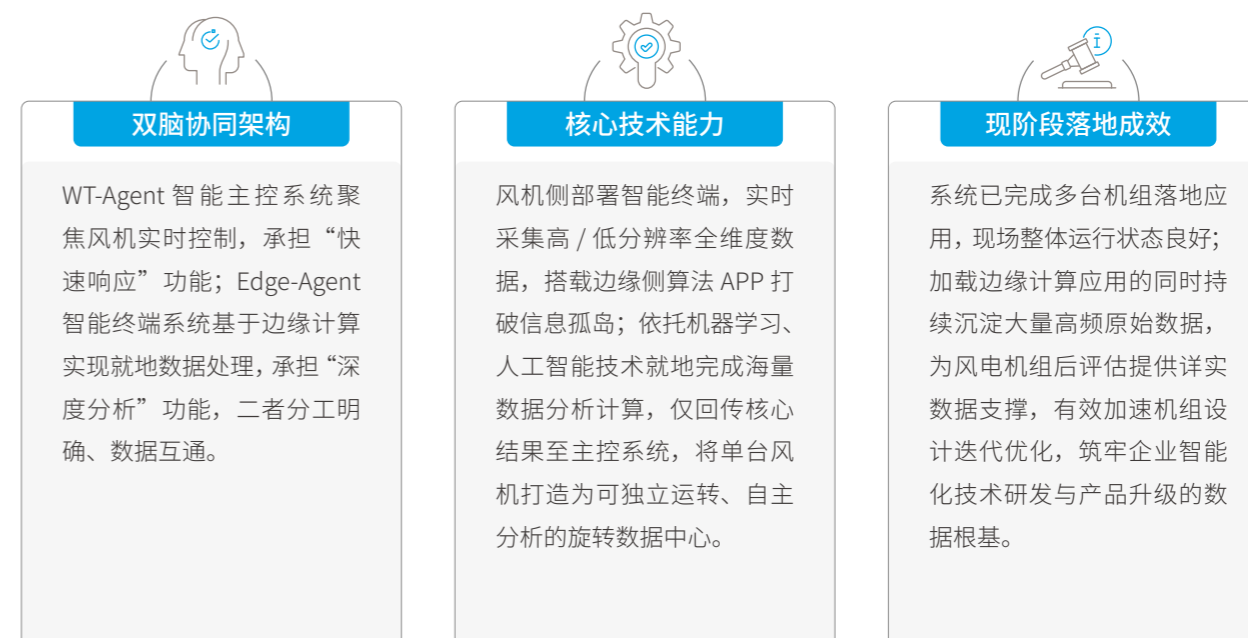 双脑协同架构
WT-Agent 智能主控系统聚
焦风机实时控制，承担“快
速响应”功能；Edge-Agent
智能终端系统基于边缘计算
实现就地数据处理，承担“深
度分析”功能，二者分工明
确、数据互通。
核心技术能力
风机侧部署智能终端，实时
采集高 / 低分辨率全维度数
据，搭载边缘侧算法 APP 打
破信息孤岛；依托机器学习、
人工智能技术就地完成海量
数据分析计算，仅回传核心
结果至主控系统，将单台风
机打造为可独立运转、自主
分析的旋转数据中心。
现阶段落地成效
系统已完成多台机组落地应
用，现场整体运行状态良好；
加载边缘计算应用的同时持
续沉淀大量高频原始数据，
为风电机组后评估提供详实
数据支撑，有效加速机组设
计迭代优化，筑牢企业智能
化技术研发与产品升级的数
据根基。